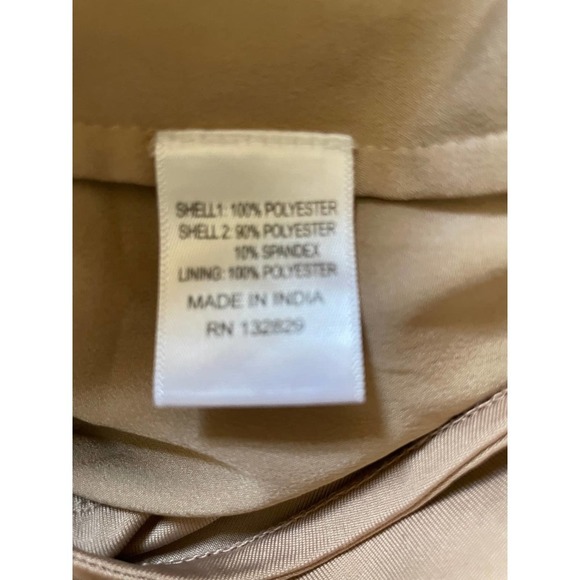 SHELL1: 100% POLYESTER
SHELL 2: 90% POLYESTER
10% SPANDEX
LINING: 100% POLYESTER
MADE IN INDIA
RN 132829